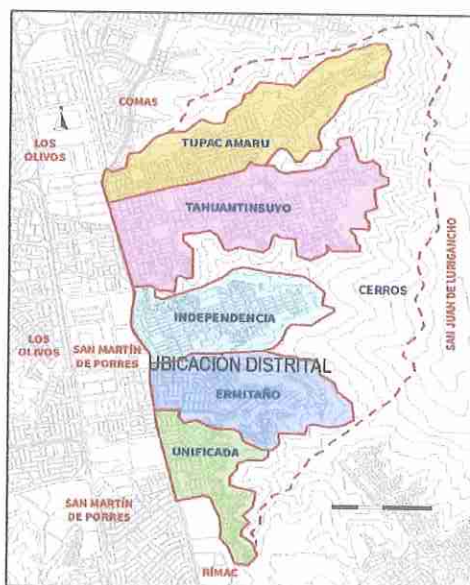 COMAS
TUPAC AMARU
LOS
OLIVOS
TAHUANTINSUYO
SAN JUAN DE LURIGANCHO
CERROS
INDEPENDENCIA
LOS
OLIVOS
SAN MARTÍN
DE PORRES
UBICACIÓN DISTRITAL
ERMITAÑO
UNIFICADA
SAN MARTÍN
DE PORRES
RÍMAC